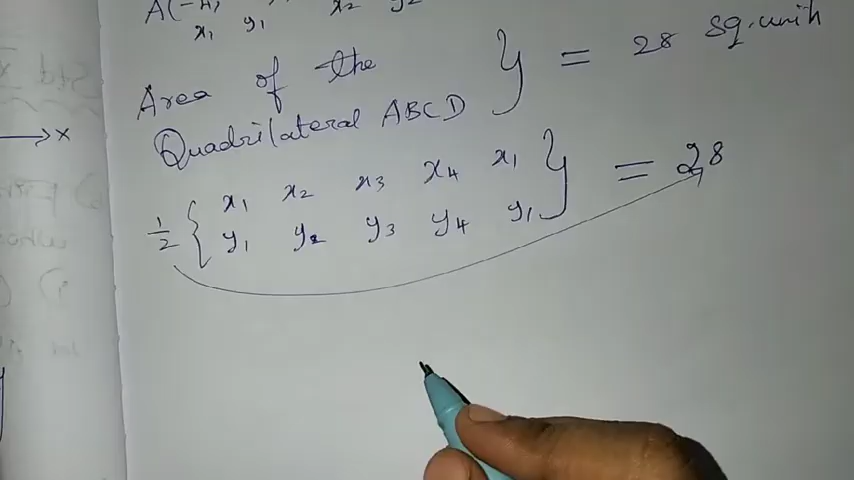 A(-4,
x₁ y₁ x₂ y₂
Area of the
Quadrilateral ABCD } = 28 sq.units
1/2 { x₁ x₂ x₃ x₄ x₁
y₁ y₂ y₃ y₄ y₁ } = 28
→ x